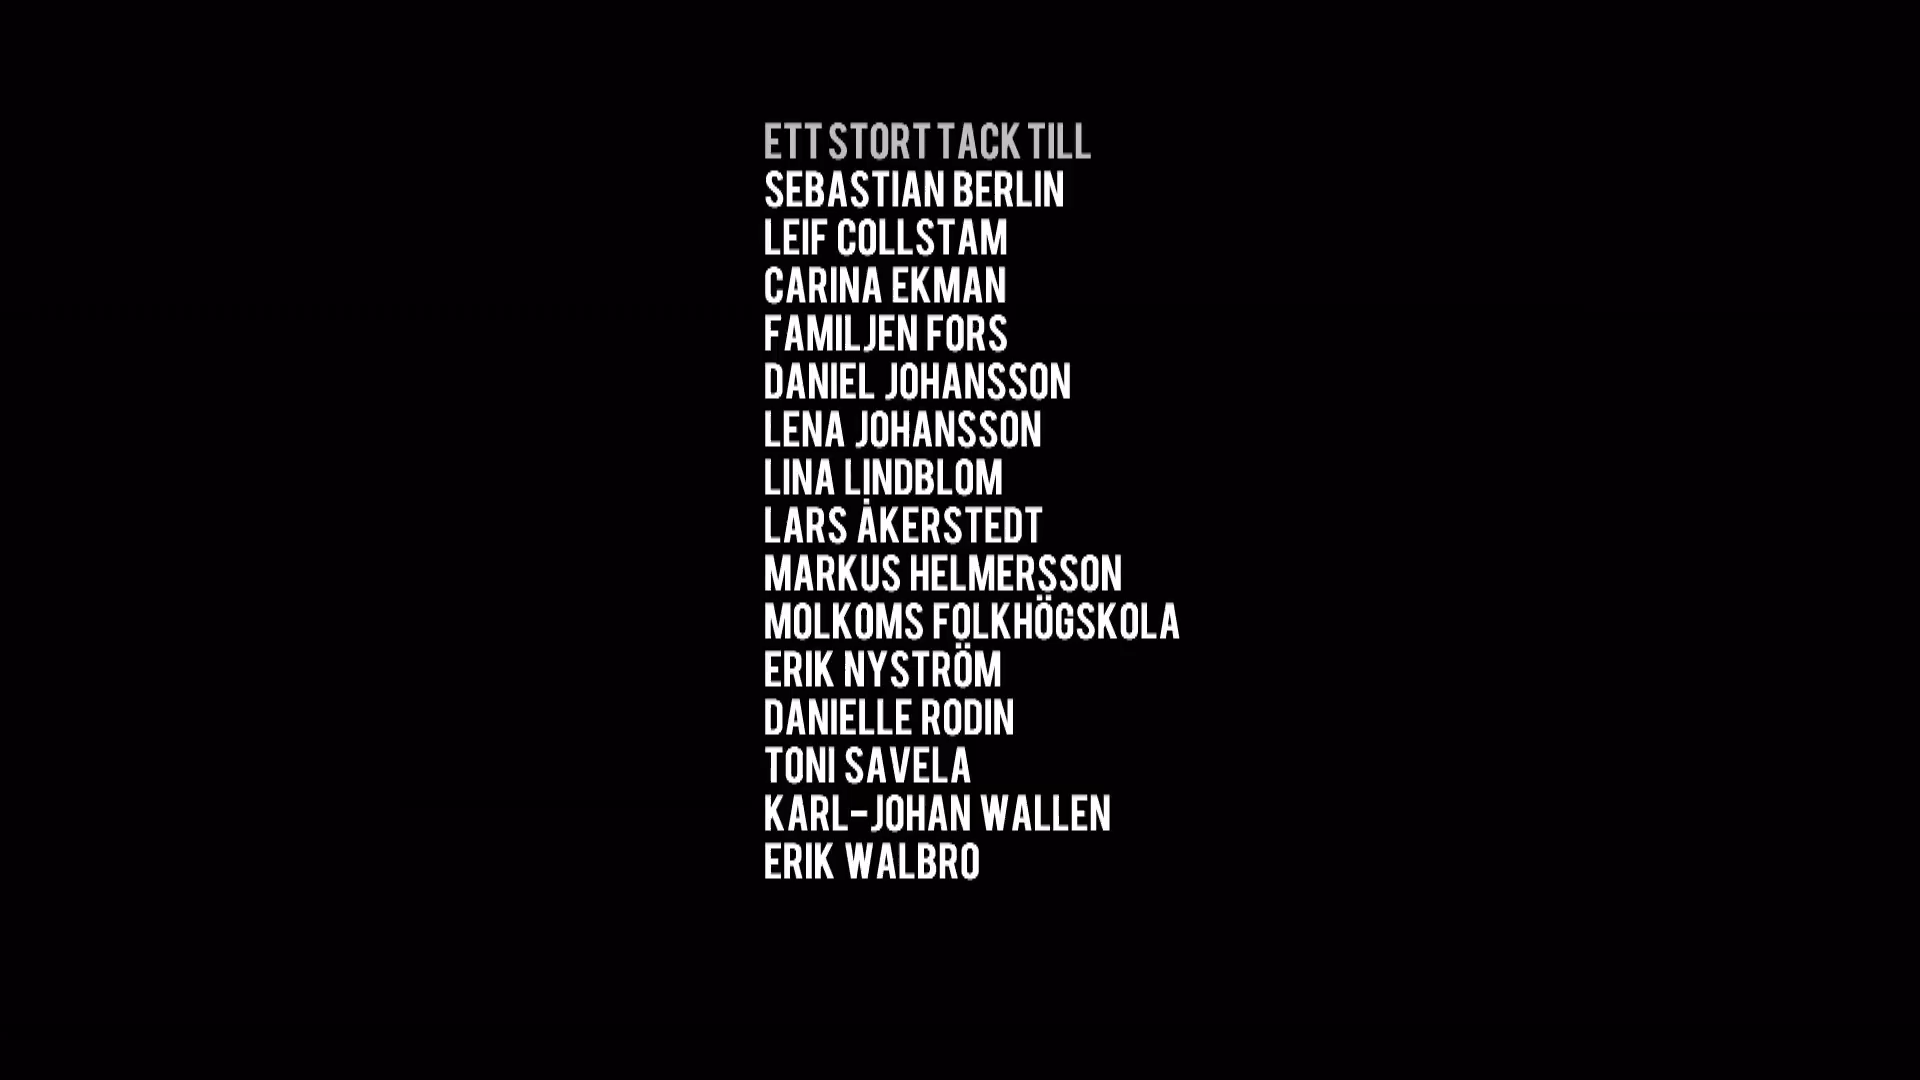 ETT STORT TACK TILL
SEBASTIAN BERLIN
LEIF COLLSTAM
CARINA EKMAN
FAMILJEN FORS
DANIEL JOHANSSON
LENA JOHANSSON
LINA LINDBLOM
LARS ÅKERSTEDT
MARKUS HELMERSSON
MOLKOMS FOLKHÖGSKOLA
ERIK NYSTRÖM
DANIELLE RODIN
TONI SAVELA
KARL-JOHAN WALLEN
ERIK WALBRO